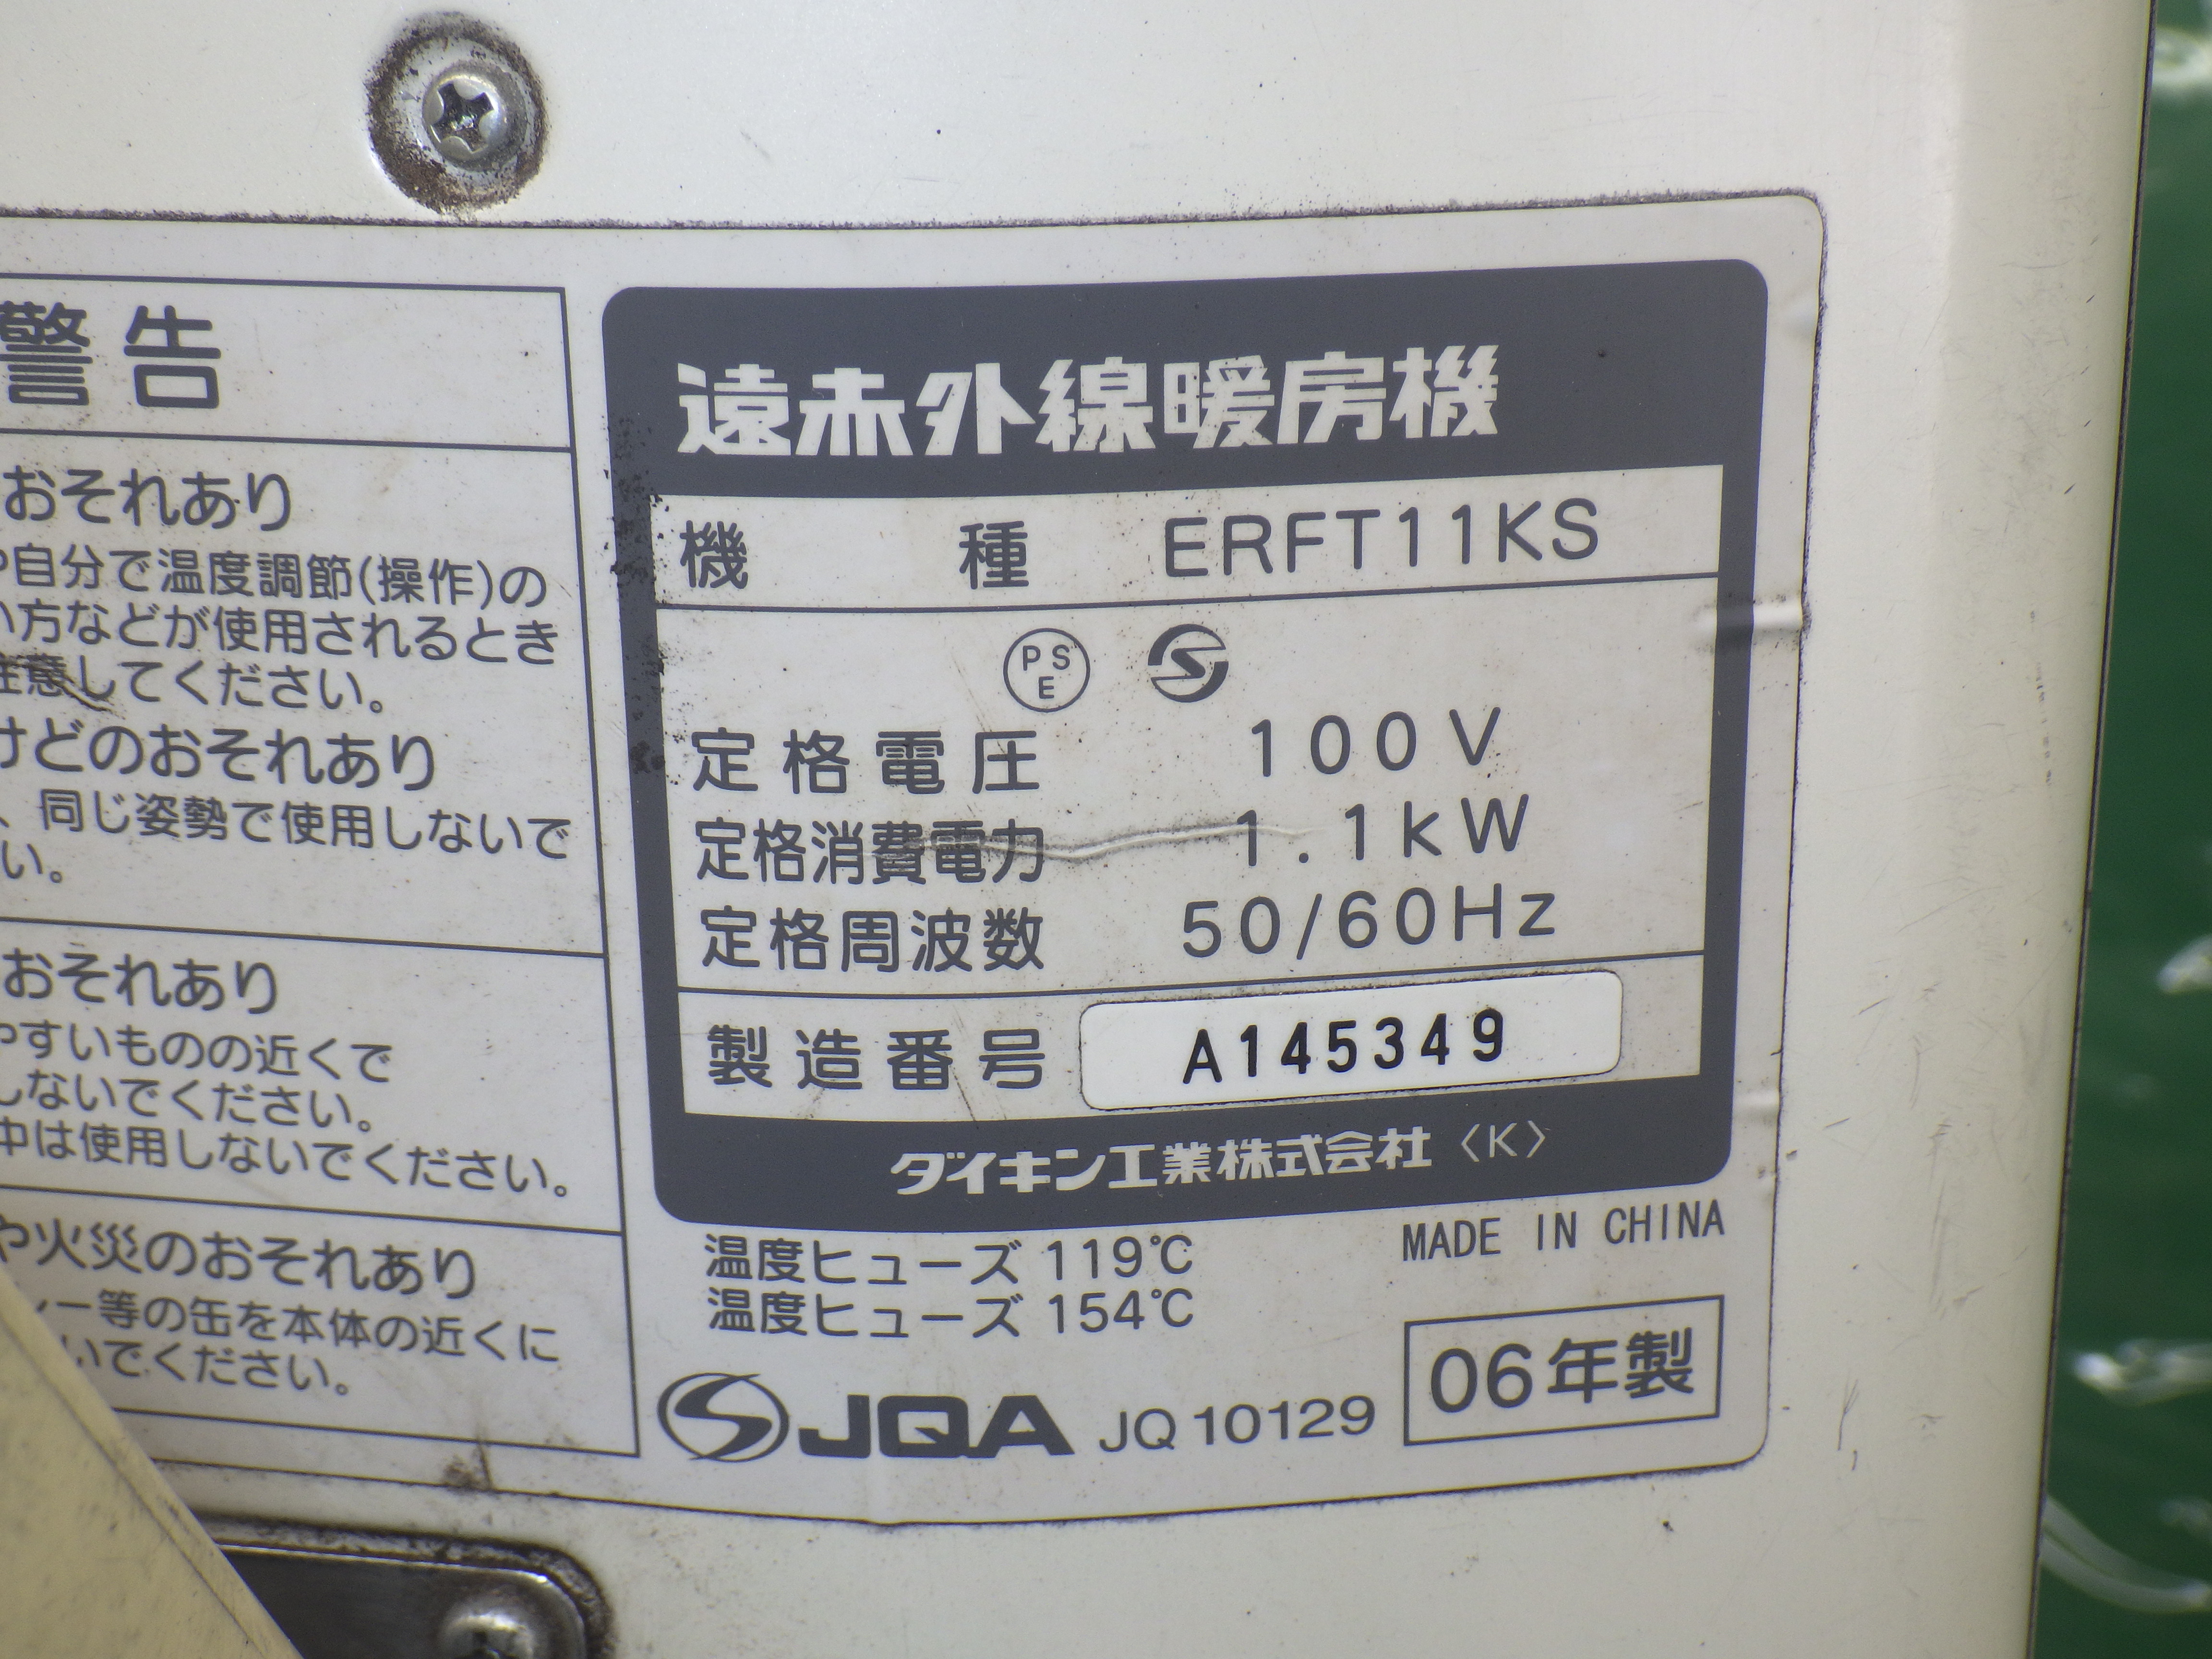 警告
おそれあり
や自分で温度調節(操作)の
い方などが使用されるとき
注意してください。
けどのおそれあり
、同じ姿勢で使用しないで
い。
おそれあり
やすいものの近くで
しないでください。
中は使用しないでください。
や火災のおそれあり
レー等の缶を本体の近くに
いでください。
遠赤外線暖房機
機種 ERFT11KS
PSE
定格電圧 100V
定格消費電力 1.1kW
定格周波数 50/60Hz
製造番号 A145349
ダイキン工業株式会社〈K〉
温度ヒューズ 119℃
温度ヒューズ 154℃
MADE IN CHINA
JQA JQ10129
06年製